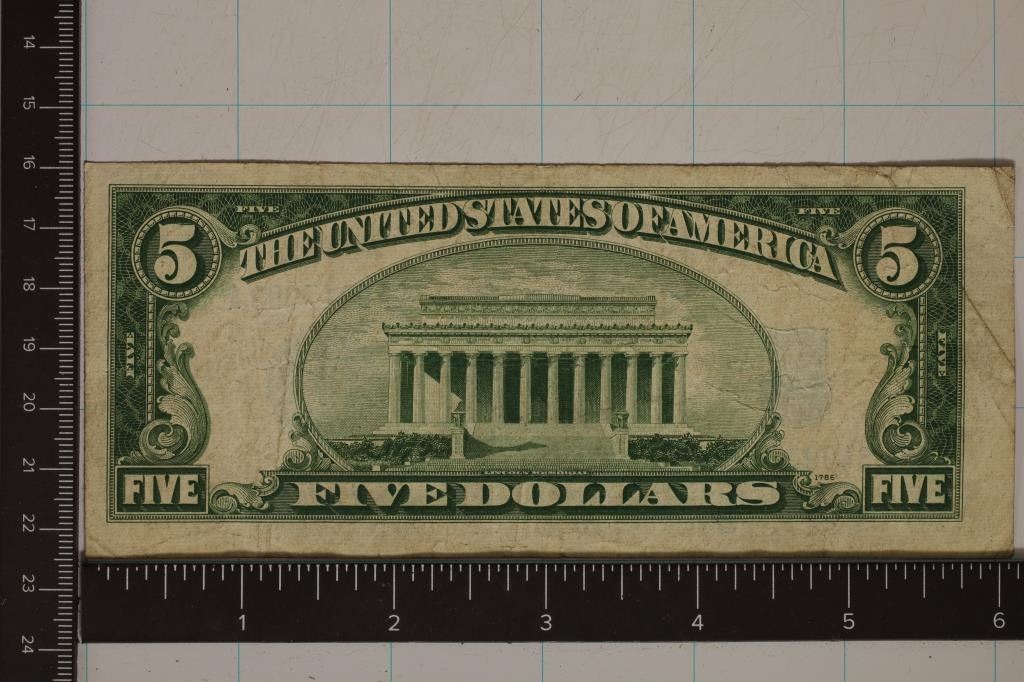 14
15
16
17
18
19
20
21
22
23
24
FIVE
FIVE
5
THE UNITED STATES OF AMERICA
5
FIVE
FIVE
LINCOLN MEMORIAL
1786
FIVE
FIVE DOLLARS
FIVE
1 2 3 4 5 6